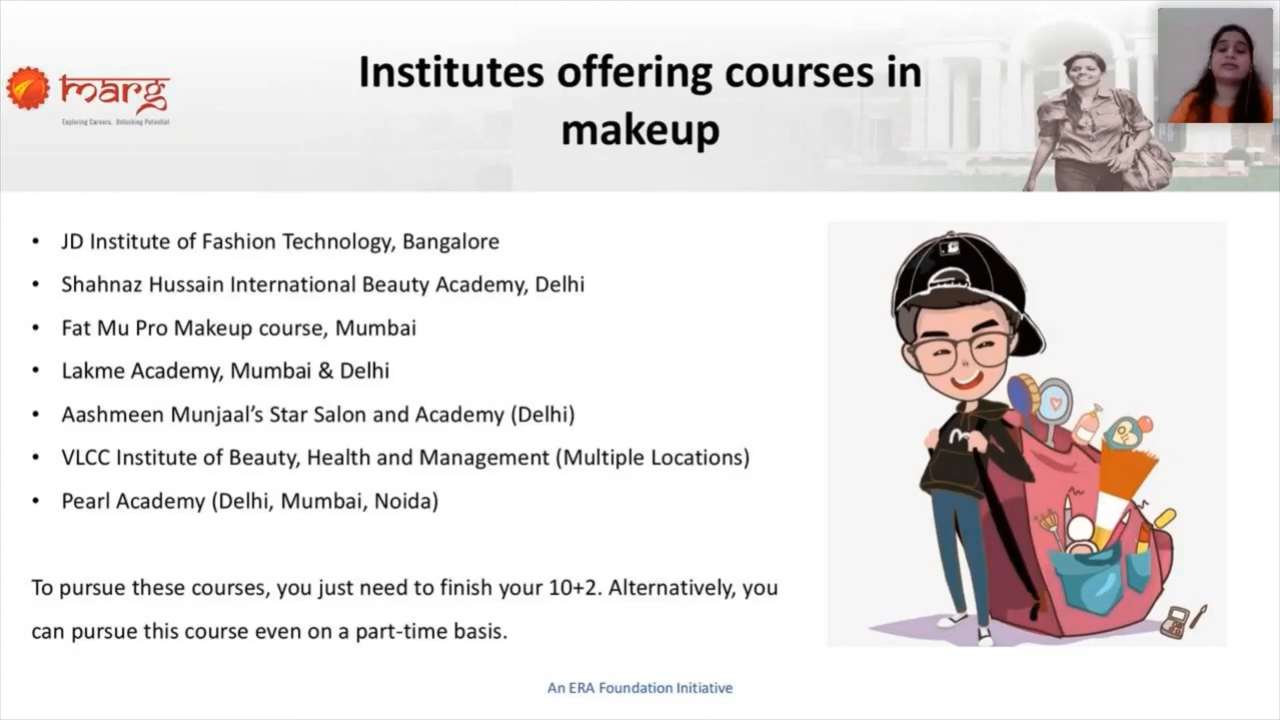 Institutes offering courses in
makeup
marg
Exploring Careers. Unlocking Potential
• JD Institute of Fashion Technology, Bangalore
• Shahnaz Hussain International Beauty Academy, Delhi
• Fat Mu Pro Makeup course, Mumbai
• Lakme Academy, Mumbai & Delhi
• Aashmeen Munjaal’s Star Salon and Academy (Delhi)
• VLCC Institute of Beauty, Health and Management (Multiple Locations)
• Pearl Academy (Delhi, Mumbai, Noida)
To pursue these courses, you just need to finish your 10+2. Alternatively, you
can pursue this course even on a part-time basis.
An ERA Foundation Initiative